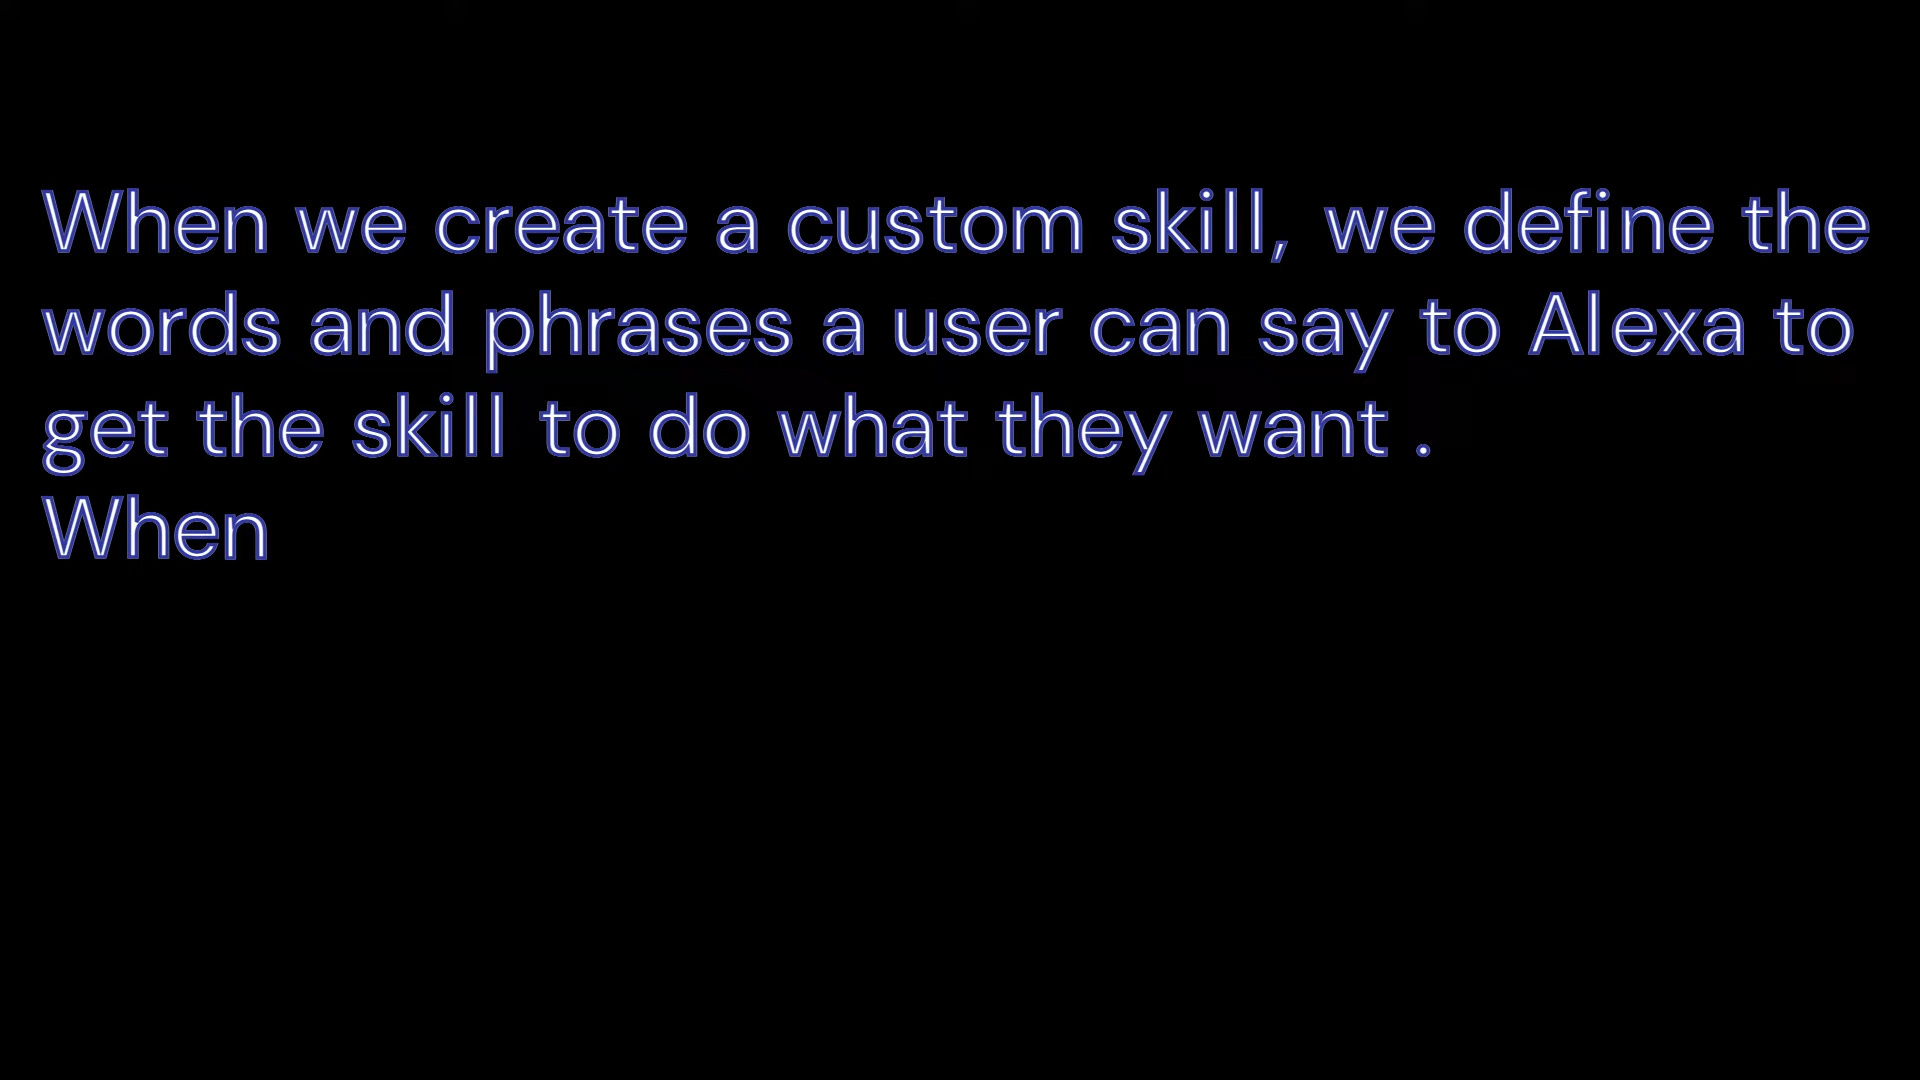 When we create a custom skill, we define the
words and phrases a user can say to Alexa to
get the skill to do what they want .
When